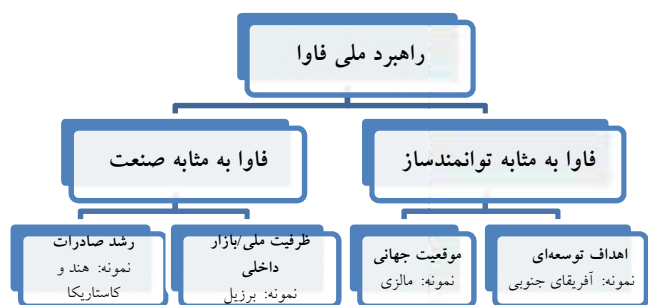 راهبرد ملی فاوا
فاوا به مثابه توانمندساز
فاوا به مثابه صنعت
اهداف توسعه‌ای
نمونه: آفریقای جنوبی
موقعیت جهانی
نمونه: مالزی
ظرفیت ملی/بازار
داخلی
نمونه: برزیل
رشد صادرات
نمونه: هند و
کاستاریکا